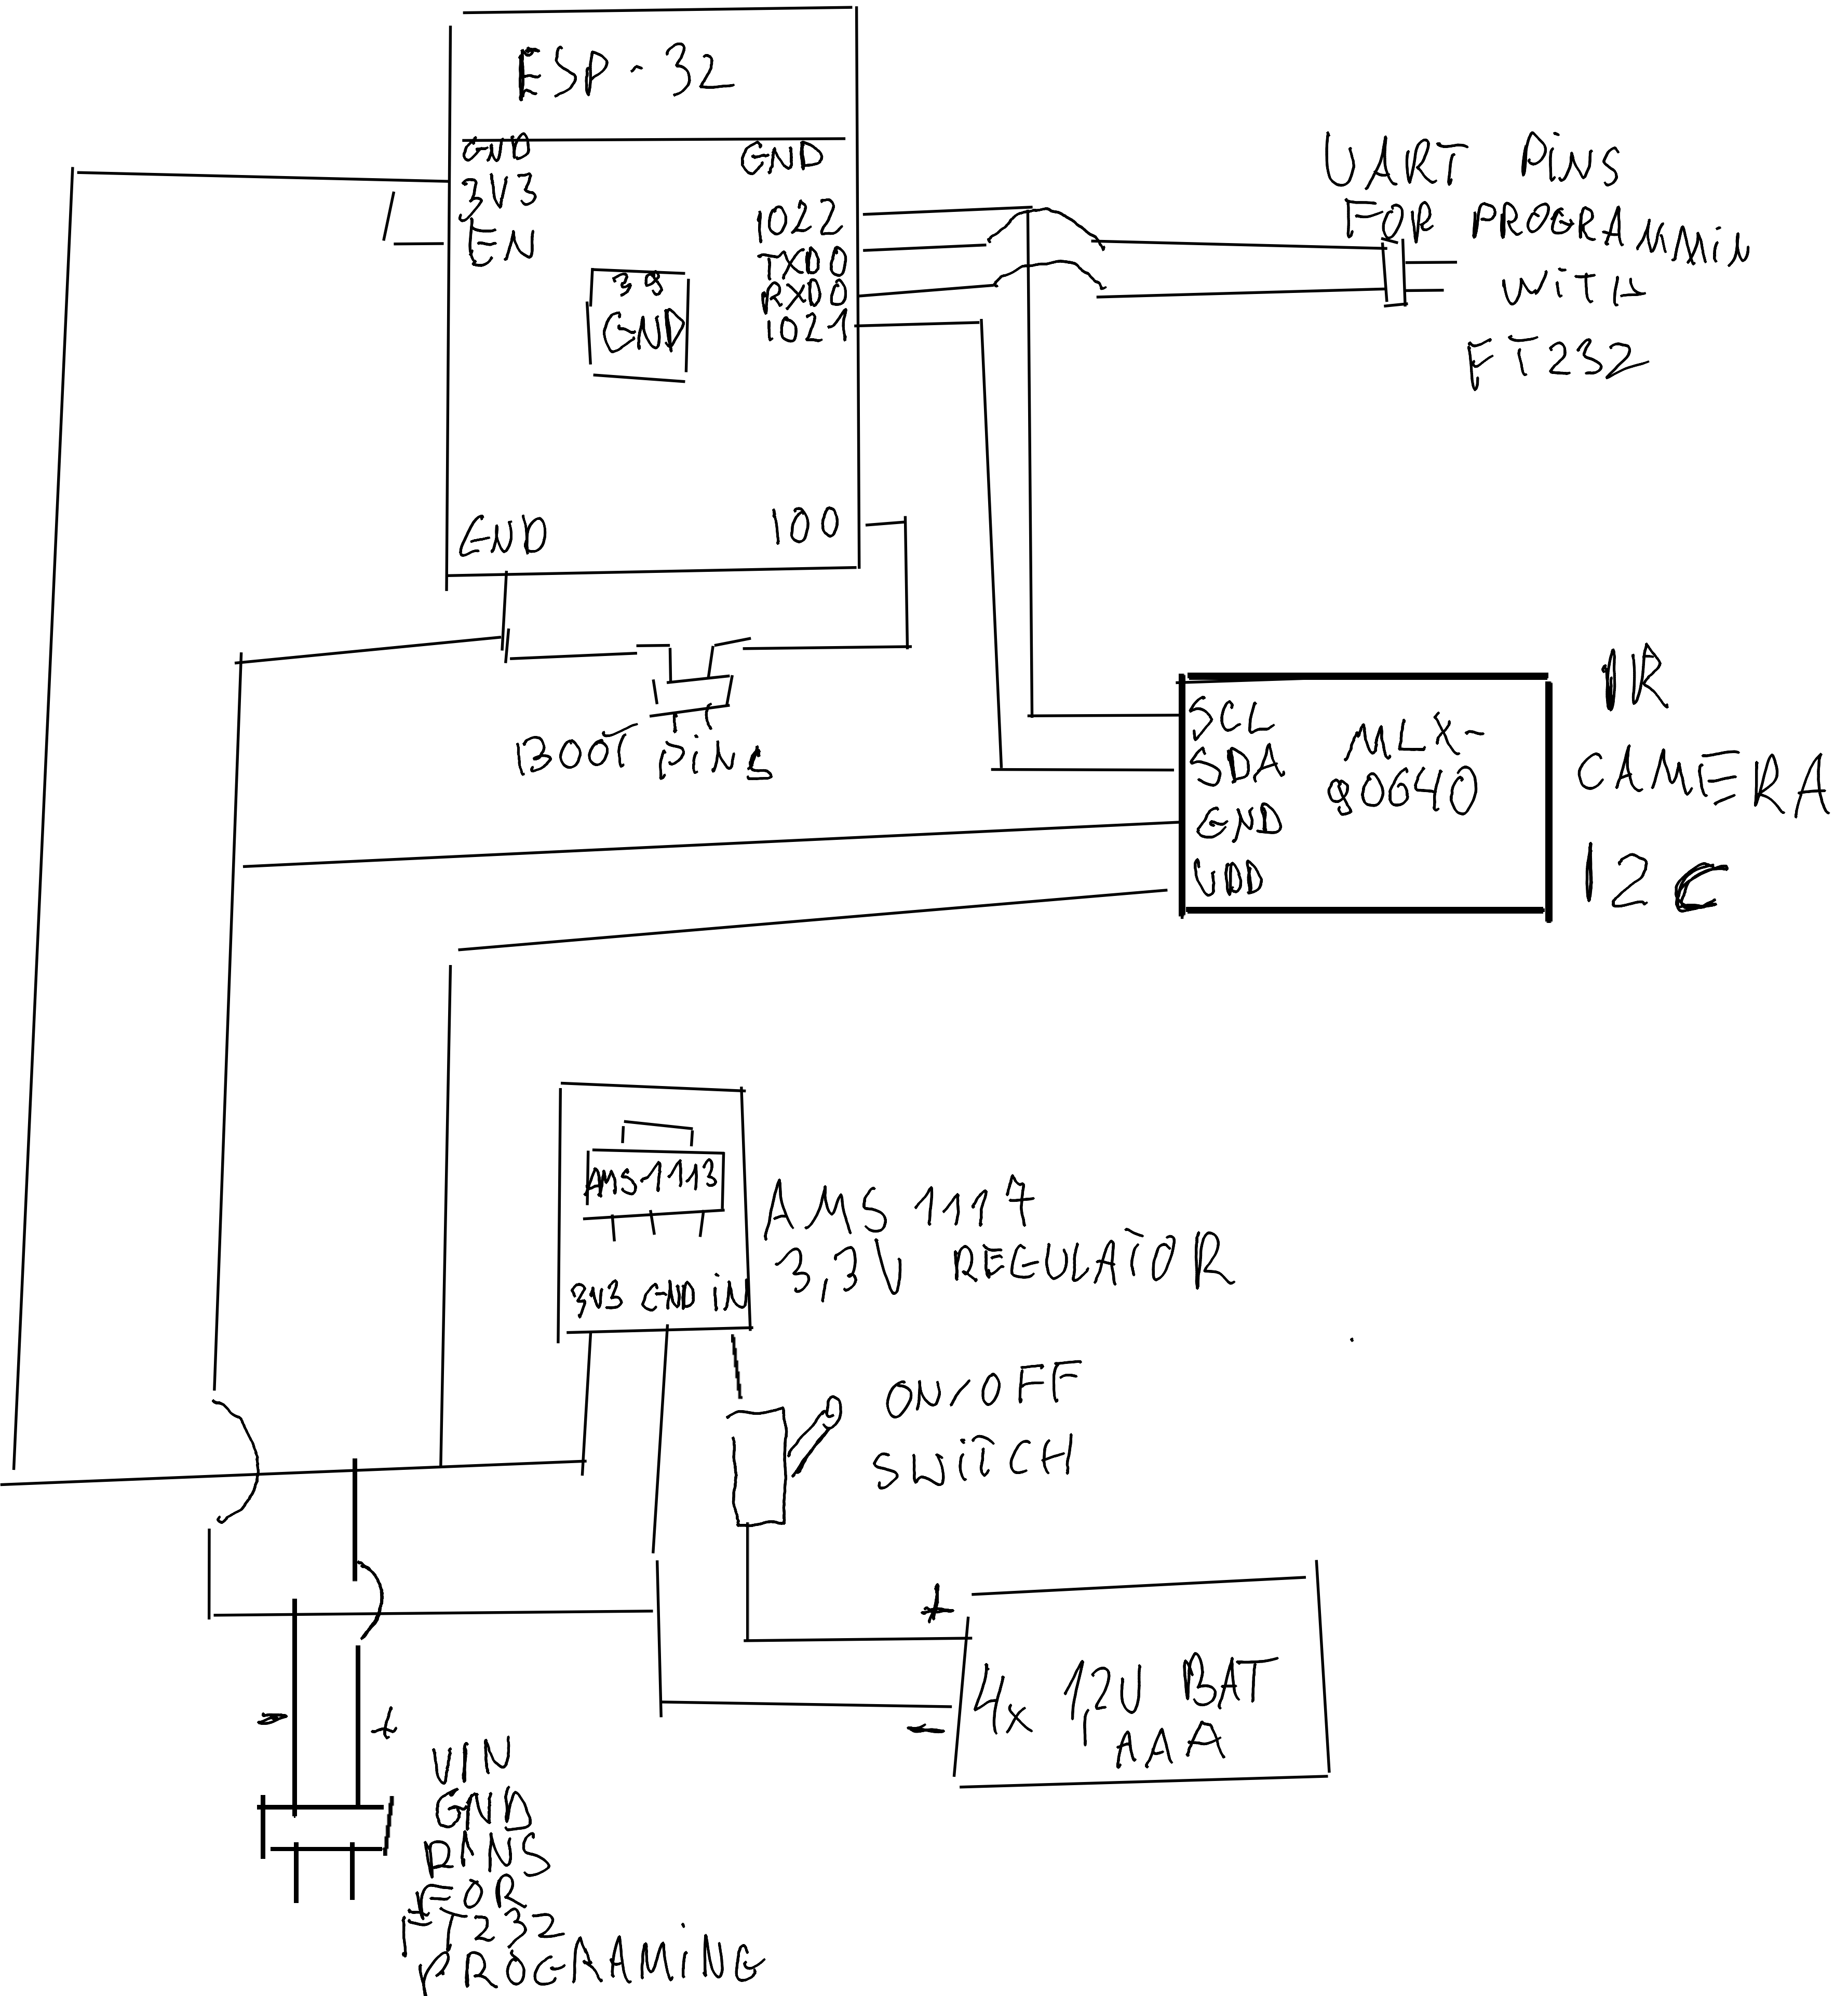 ESP-32
GND
3V3
EN
GND
IO22
TXD0
RXD0
IO21
39
GND
GND
IO0
UART PiNS
FOR PROGRAMMiN
WiTH
FT232
BOOT PiNS
SCL
SDA
GND
VDD
MLX-
90640
IR
CAMERA
I2C
AMS1113
3V3 GND iN
AMS 1117
3,3V REGULATOR
ON/OFF
SWiTCH
+
-
4x 1,2V BAT
AAA
-
+
VIN
GND
PINS
FOR
FT232
PROGRAMiNG